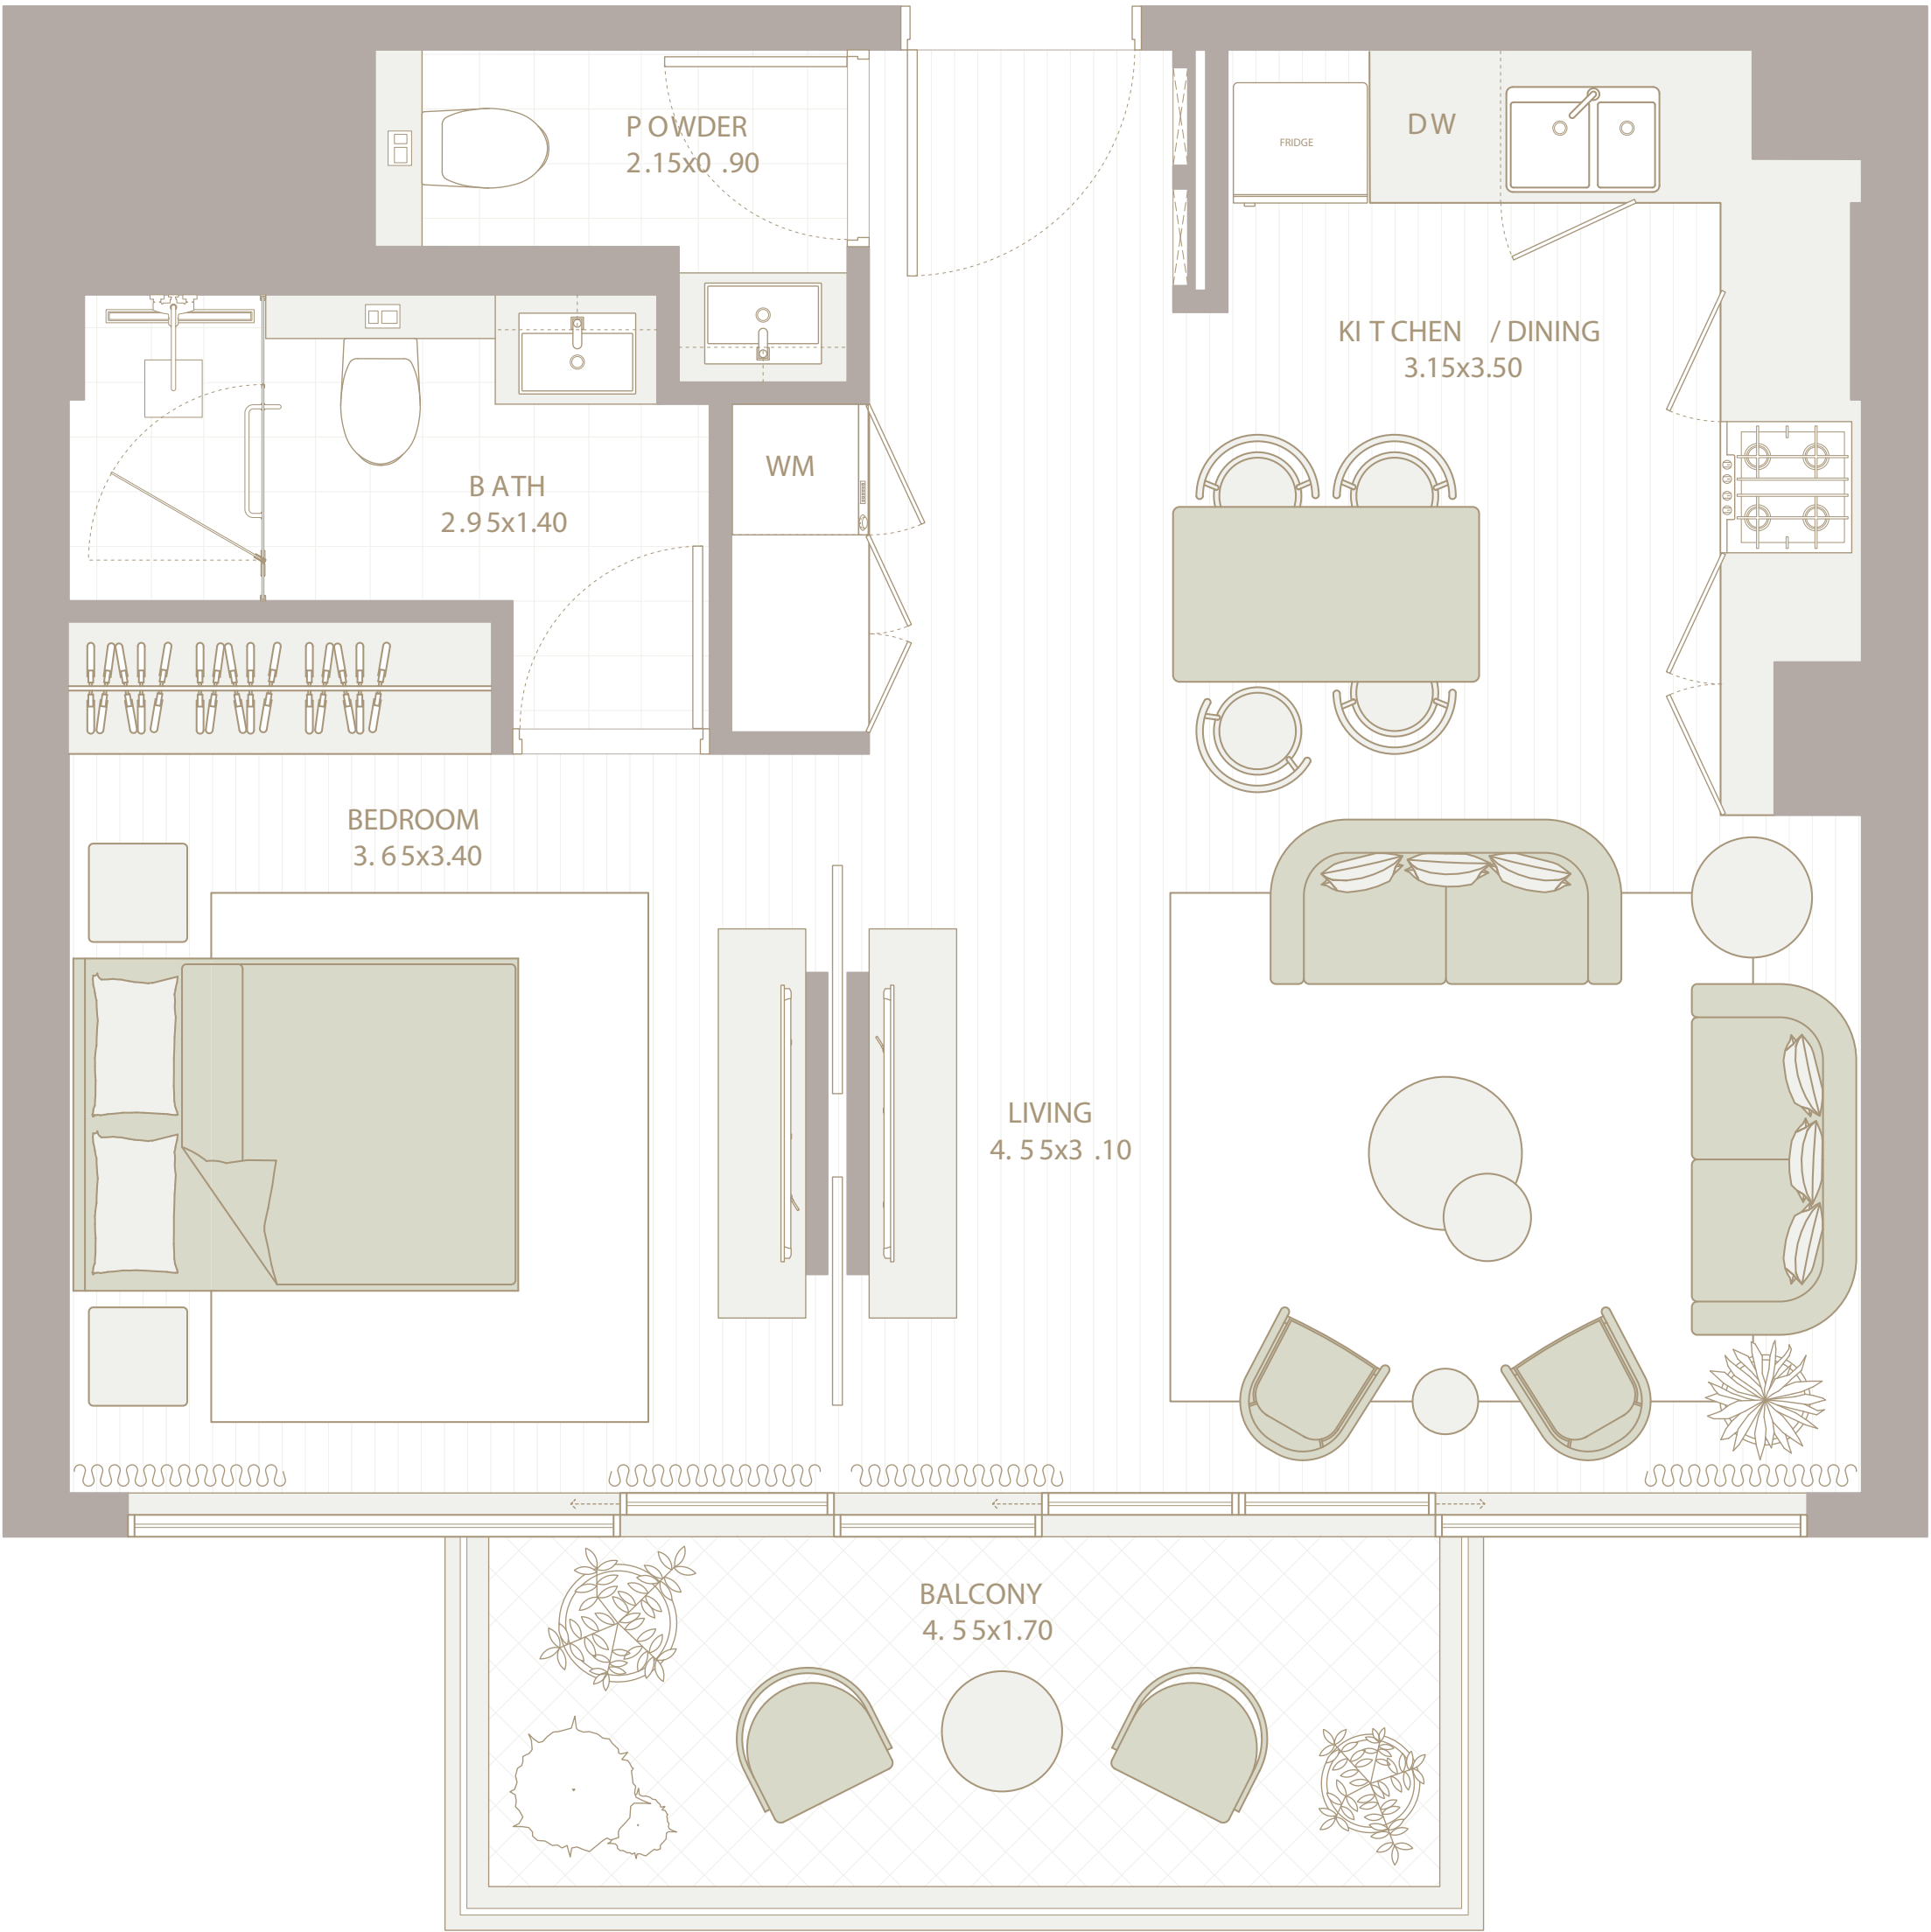 POWDER
2.15x0.90
DW
FRIDGE
KITCHEN / DINING
3.15x3.50
WM
BATH
2.95x1.40
BEDROOM
3.65x3.40
LIVING
4.55x3.10
BALCONY
4.55x1.70